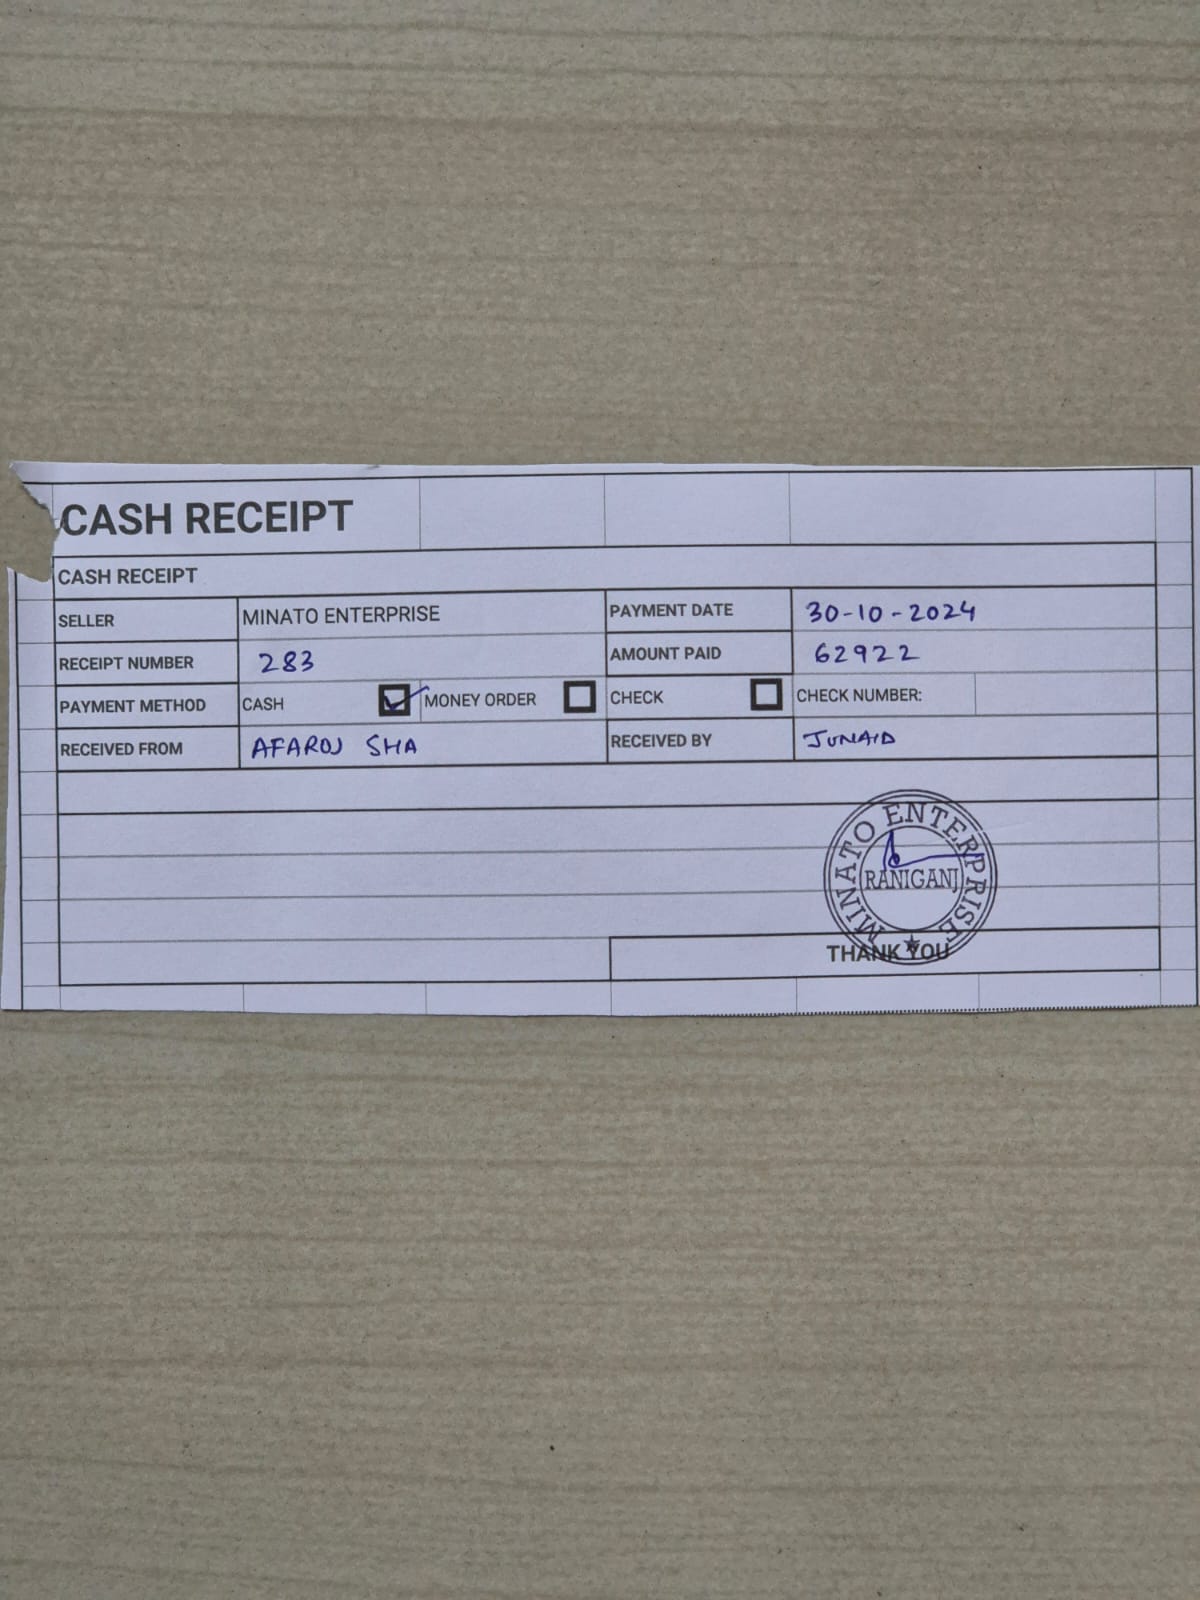 CASH RECEIPT
CASH RECEIPT
SELLER MINATO ENTERPRISE PAYMENT DATE 30-10-2024
RECEIPT NUMBER 283 AMOUNT PAID 62922
PAYMENT METHOD CASH MONEY ORDER CHECK CHECK NUMBER:
RECEIVED FROM AFAROJ SHA RECEIVED BY JUNAID
MINATO ENTERPRISE
RANIGANJ
THANK YOU